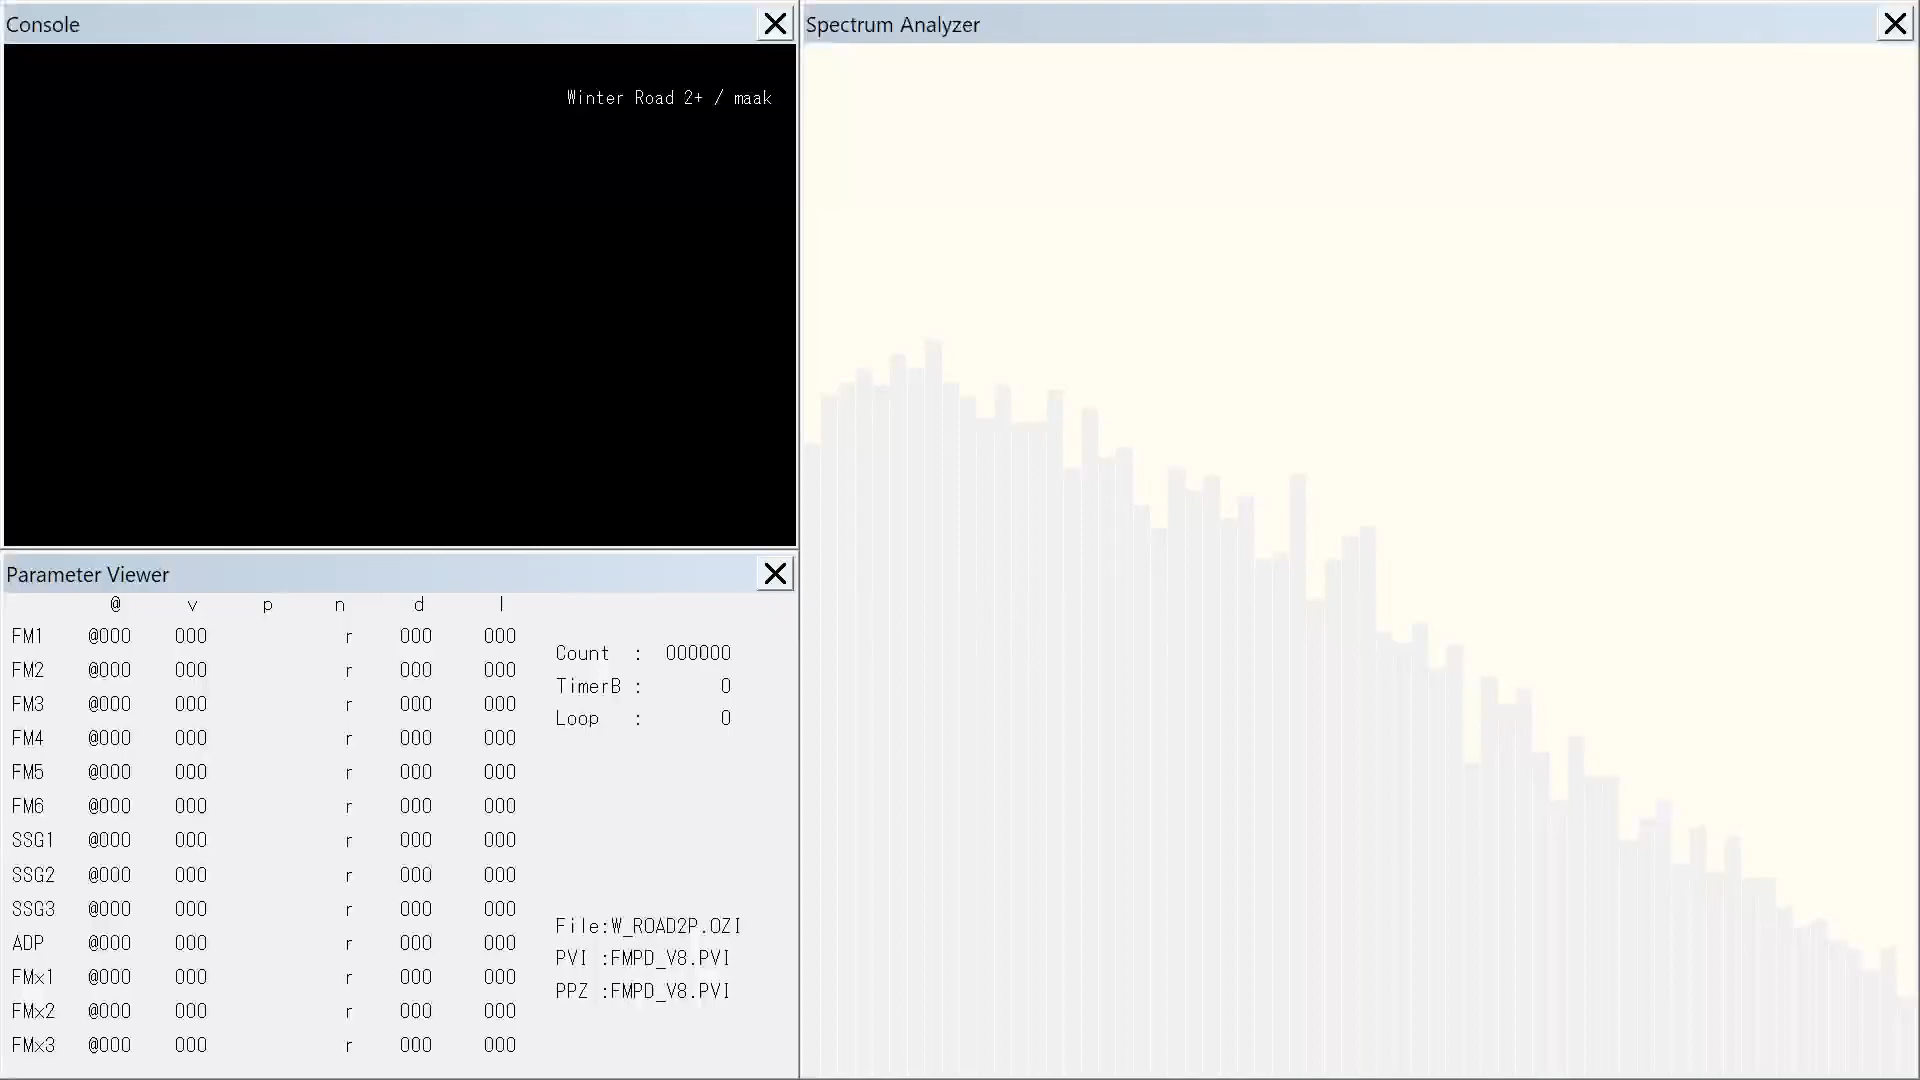 Console
Winter Road 2+ / maak
Spectrum Analyzer
Parameter Viewer
@ v p n d l
FM1 @000 000 r 000 000
FM2 @000 000 r 000 000
FM3 @000 000 r 000 000
FM4 @000 000 r 000 000
FM5 @000 000 r 000 000
FM6 @000 000 r 000 000
SSG1 @000 000 r 000 000
SSG2 @000 000 r 000 000
SSG3 @000 000 r 000 000
ADP @000 000 r 000 000
FMx1 @000 000 r 000 000
FMx2 @000 000 r 000 000
FMx3 @000 000 r 000 000
Count : 000000
TimerB : 0
Loop : 0
File:W_ROAD2P.OZI
PVI :FMPD_V8.PVI
PPZ :FMPD_V8.PVI